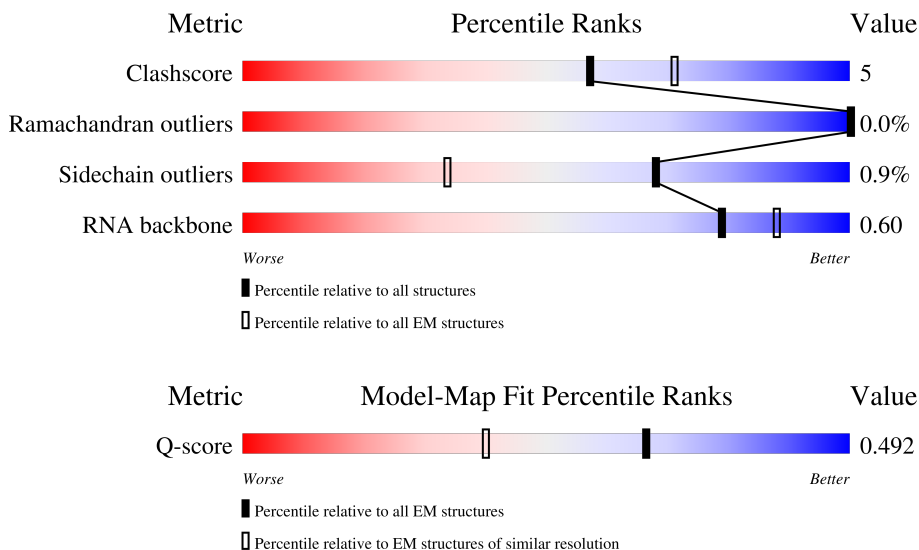 Metric Percentile Ranks Value
Clashscore 5
Ramachandran outliers 0.0%
Sidechain outliers 0.9%
RNA backbone 0.60
Worse Better
Percentile relative to all structures
Percentile relative to all EM structures
Metric Model-Map Fit Percentile Ranks Value
Q-score 0.492
Worse Better
Percentile relative to all EM structures
Percentile relative to EM structures of similar resolution